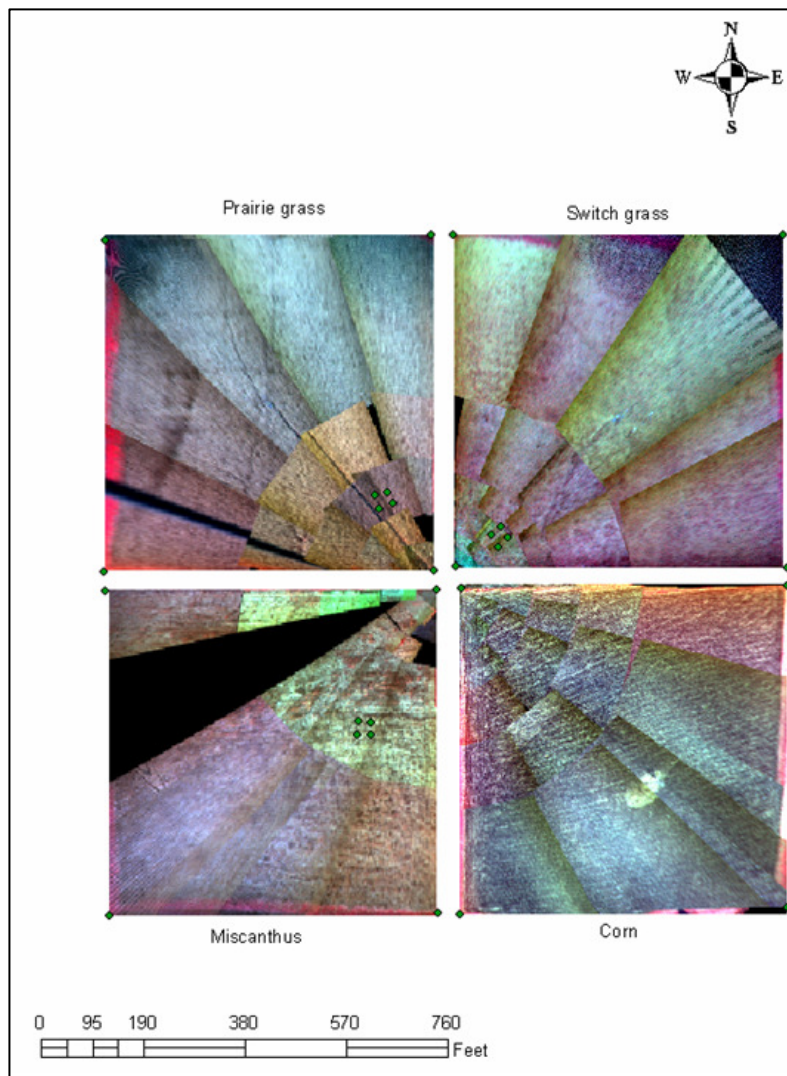 N
W E
S
Prairie grass
Switch grass
Miscanthus
Corn
0 95 190 380 570 760
Feet